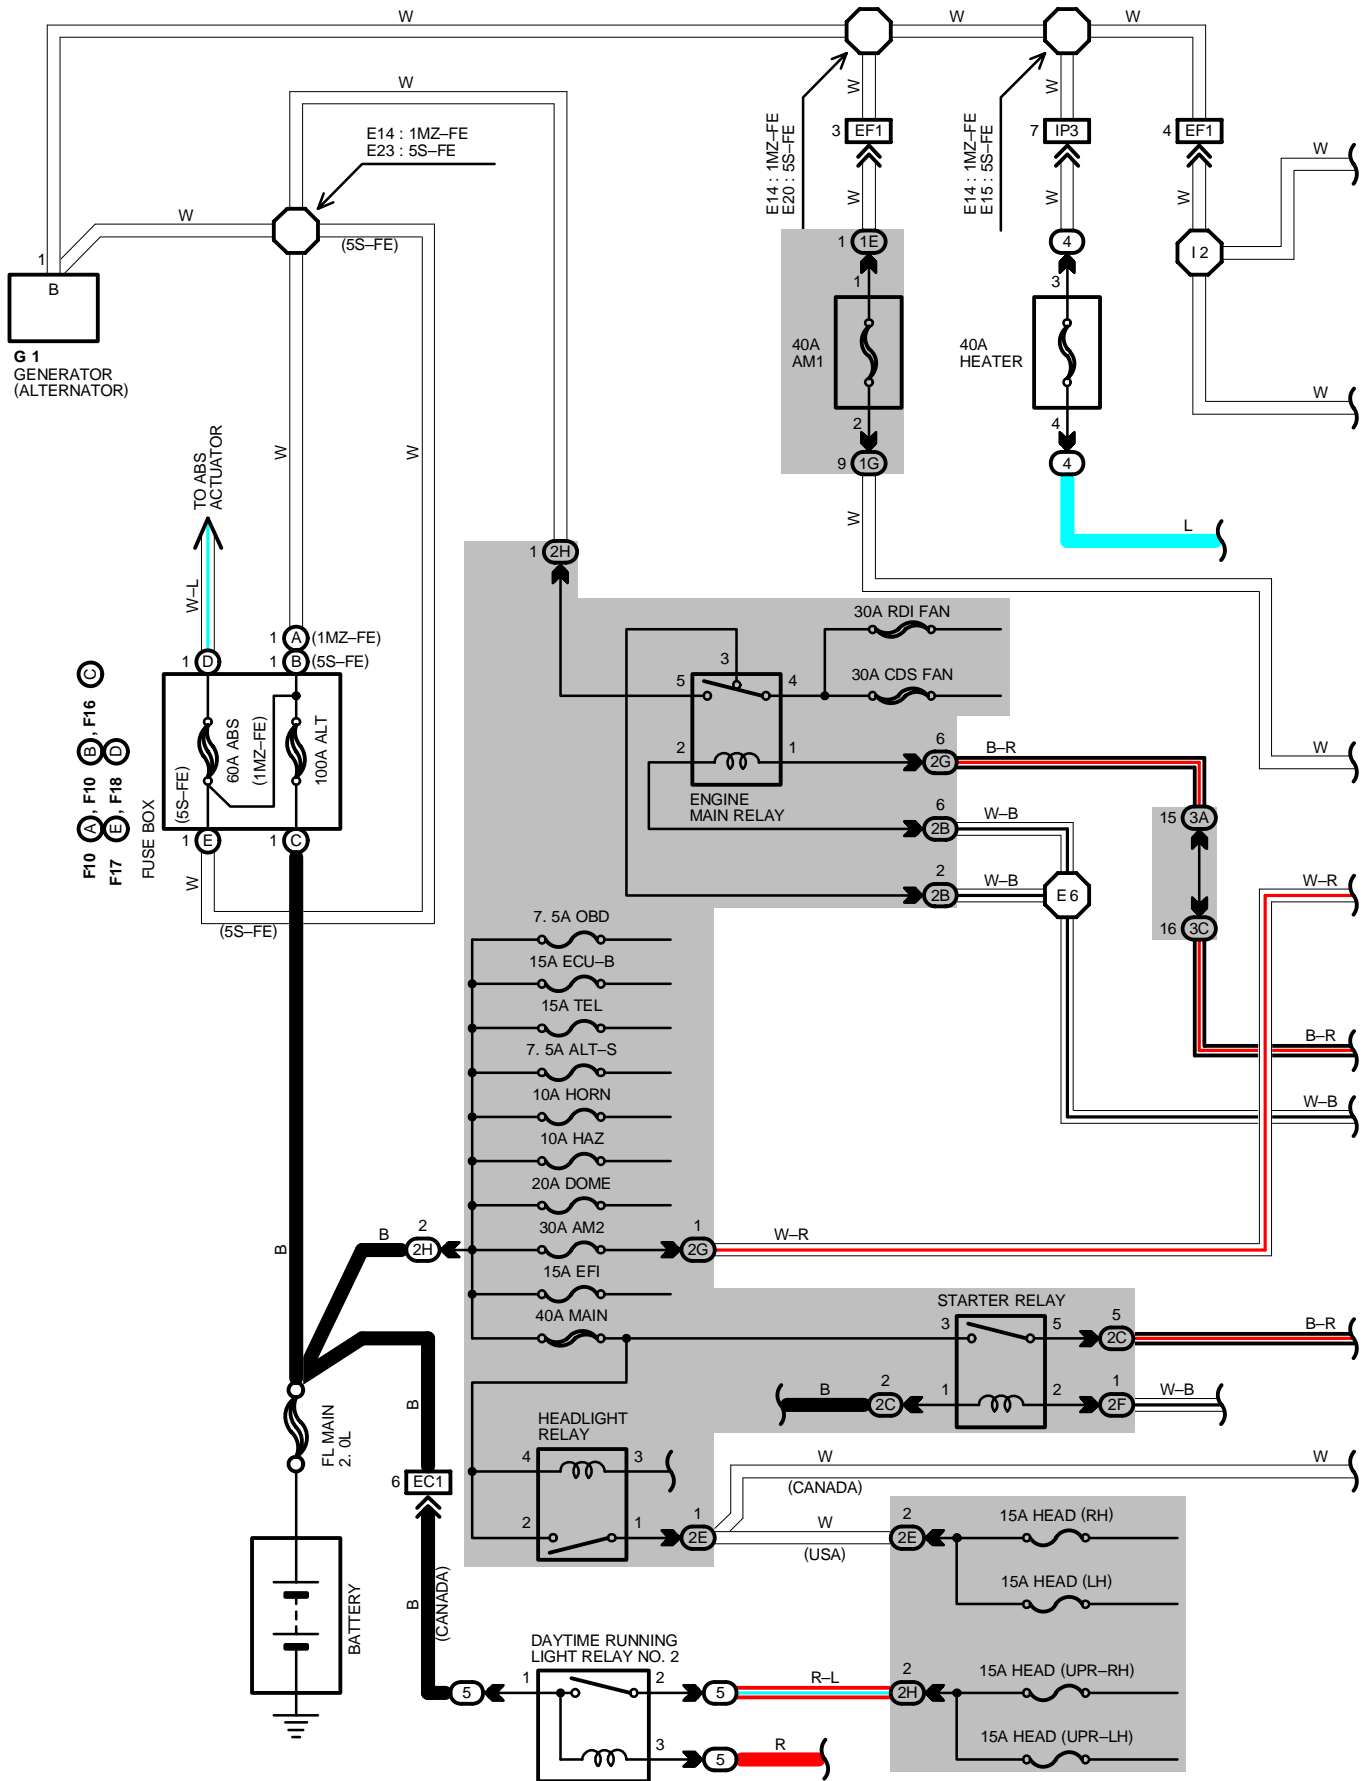 W
W
W
W
E14 : 1MZ–FE
E23 : 5S–FE
W
(5S–FE)
1
B
G 1
GENERATOR
(ALTERNATOR)
E14 : 1MZ–FE
E20 : 5S–FE
W
3 EF1
W
1 1E
1
40A
AM1
2
9 1G
W
E14 : 1MZ–FE
E15 : 5S–FE
W
7 IP3
W
4
3
40A
HEATER
4
4
L
4 EF1
W
I 2
W
W
TO ABS
ACTUATOR
W–L
W
W
1 A (1MZ–FE)
1 D
1 B (5S–FE)
60A ABS
(1MZ–FE)
100A ALT
(5S–FE)
F10 A , F10 B , F16 C
F17 E , F18 D
FUSE BOX
1 E
1 C
W
(5S–FE)
1 2H
30A RDI FAN
30A CDS FAN
3
5
4
2
1
ENGINE
MAIN RELAY
6
2G
B–R
6
2B
W–B
2
2B
W–B
E 6
W
15 3A
16 3C
W–R
B–R
W–B
7. 5A OBD
15A ECU–B
15A TEL
7. 5A ALT–S
10A HORN
10A HAZ
20A DOME
30A AM2
15A EFI
40A MAIN
B
B
2
2H
1
2G
W–R
STARTER RELAY
3
5
5
2C
B–R
B
2
2C
1
2
1
2F
W–B
FL MAIN
2. 0L
B
6 EC1
B
(CANADA)
HEADLIGHT
RELAY
4
3
2
1
1
2E
W
(CANADA)
W
W
(USA)
2
2E
15A HEAD (RH)
15A HEAD (LH)
BATTERY
DAYTIME RUNNING
LIGHT RELAY NO. 2
5
1
2
5
R–L
2
2H
15A HEAD (UPR–RH)
15A HEAD (UPR–LH)
3
5
R